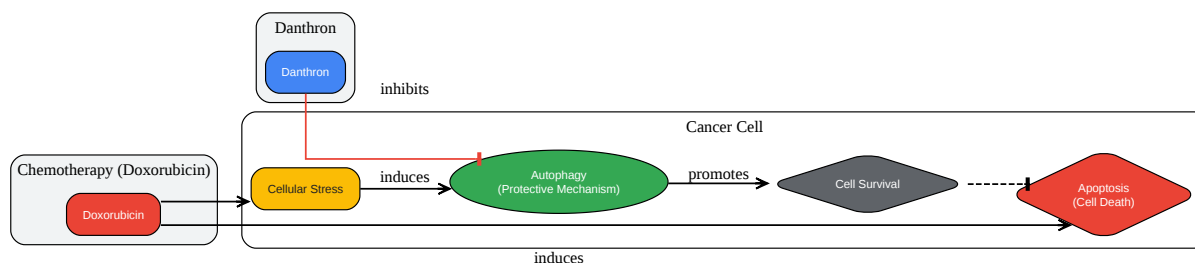 Danthron
Danthron
inhibits
Cancer Cell
Chemotherapy (Doxorubicin)
Doxorubicin
Cellular Stress
induces
Autophagy
(Protective Mechanism)
promotes
Cell Survival
Apoptosis
(Cell Death)
induces